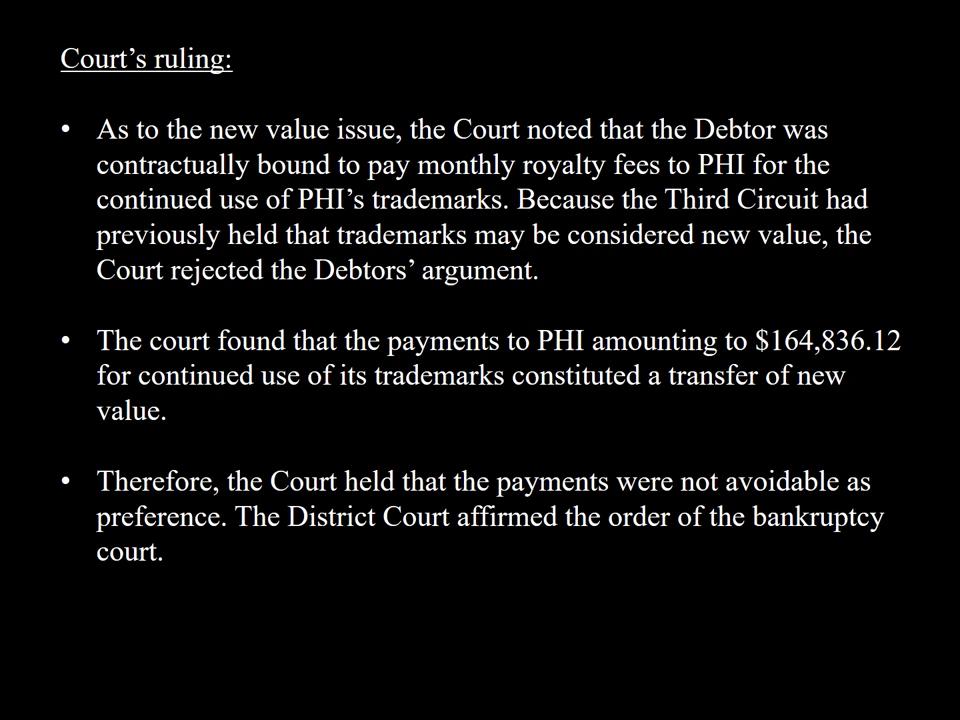 Court’s ruling:
• As to the new value issue, the Court noted that the Debtor was
contractually bound to pay monthly royalty fees to PHI for the
continued use of PHI’s trademarks. Because the Third Circuit had
previously held that trademarks may be considered new value, the
Court rejected the Debtors’ argument.
• The court found that the payments to PHI amounting to $164,836.12
for continued use of its trademarks constituted a transfer of new
value.
• Therefore, the Court held that the payments were not avoidable as
preference. The District Court affirmed the order of the bankruptcy
court.